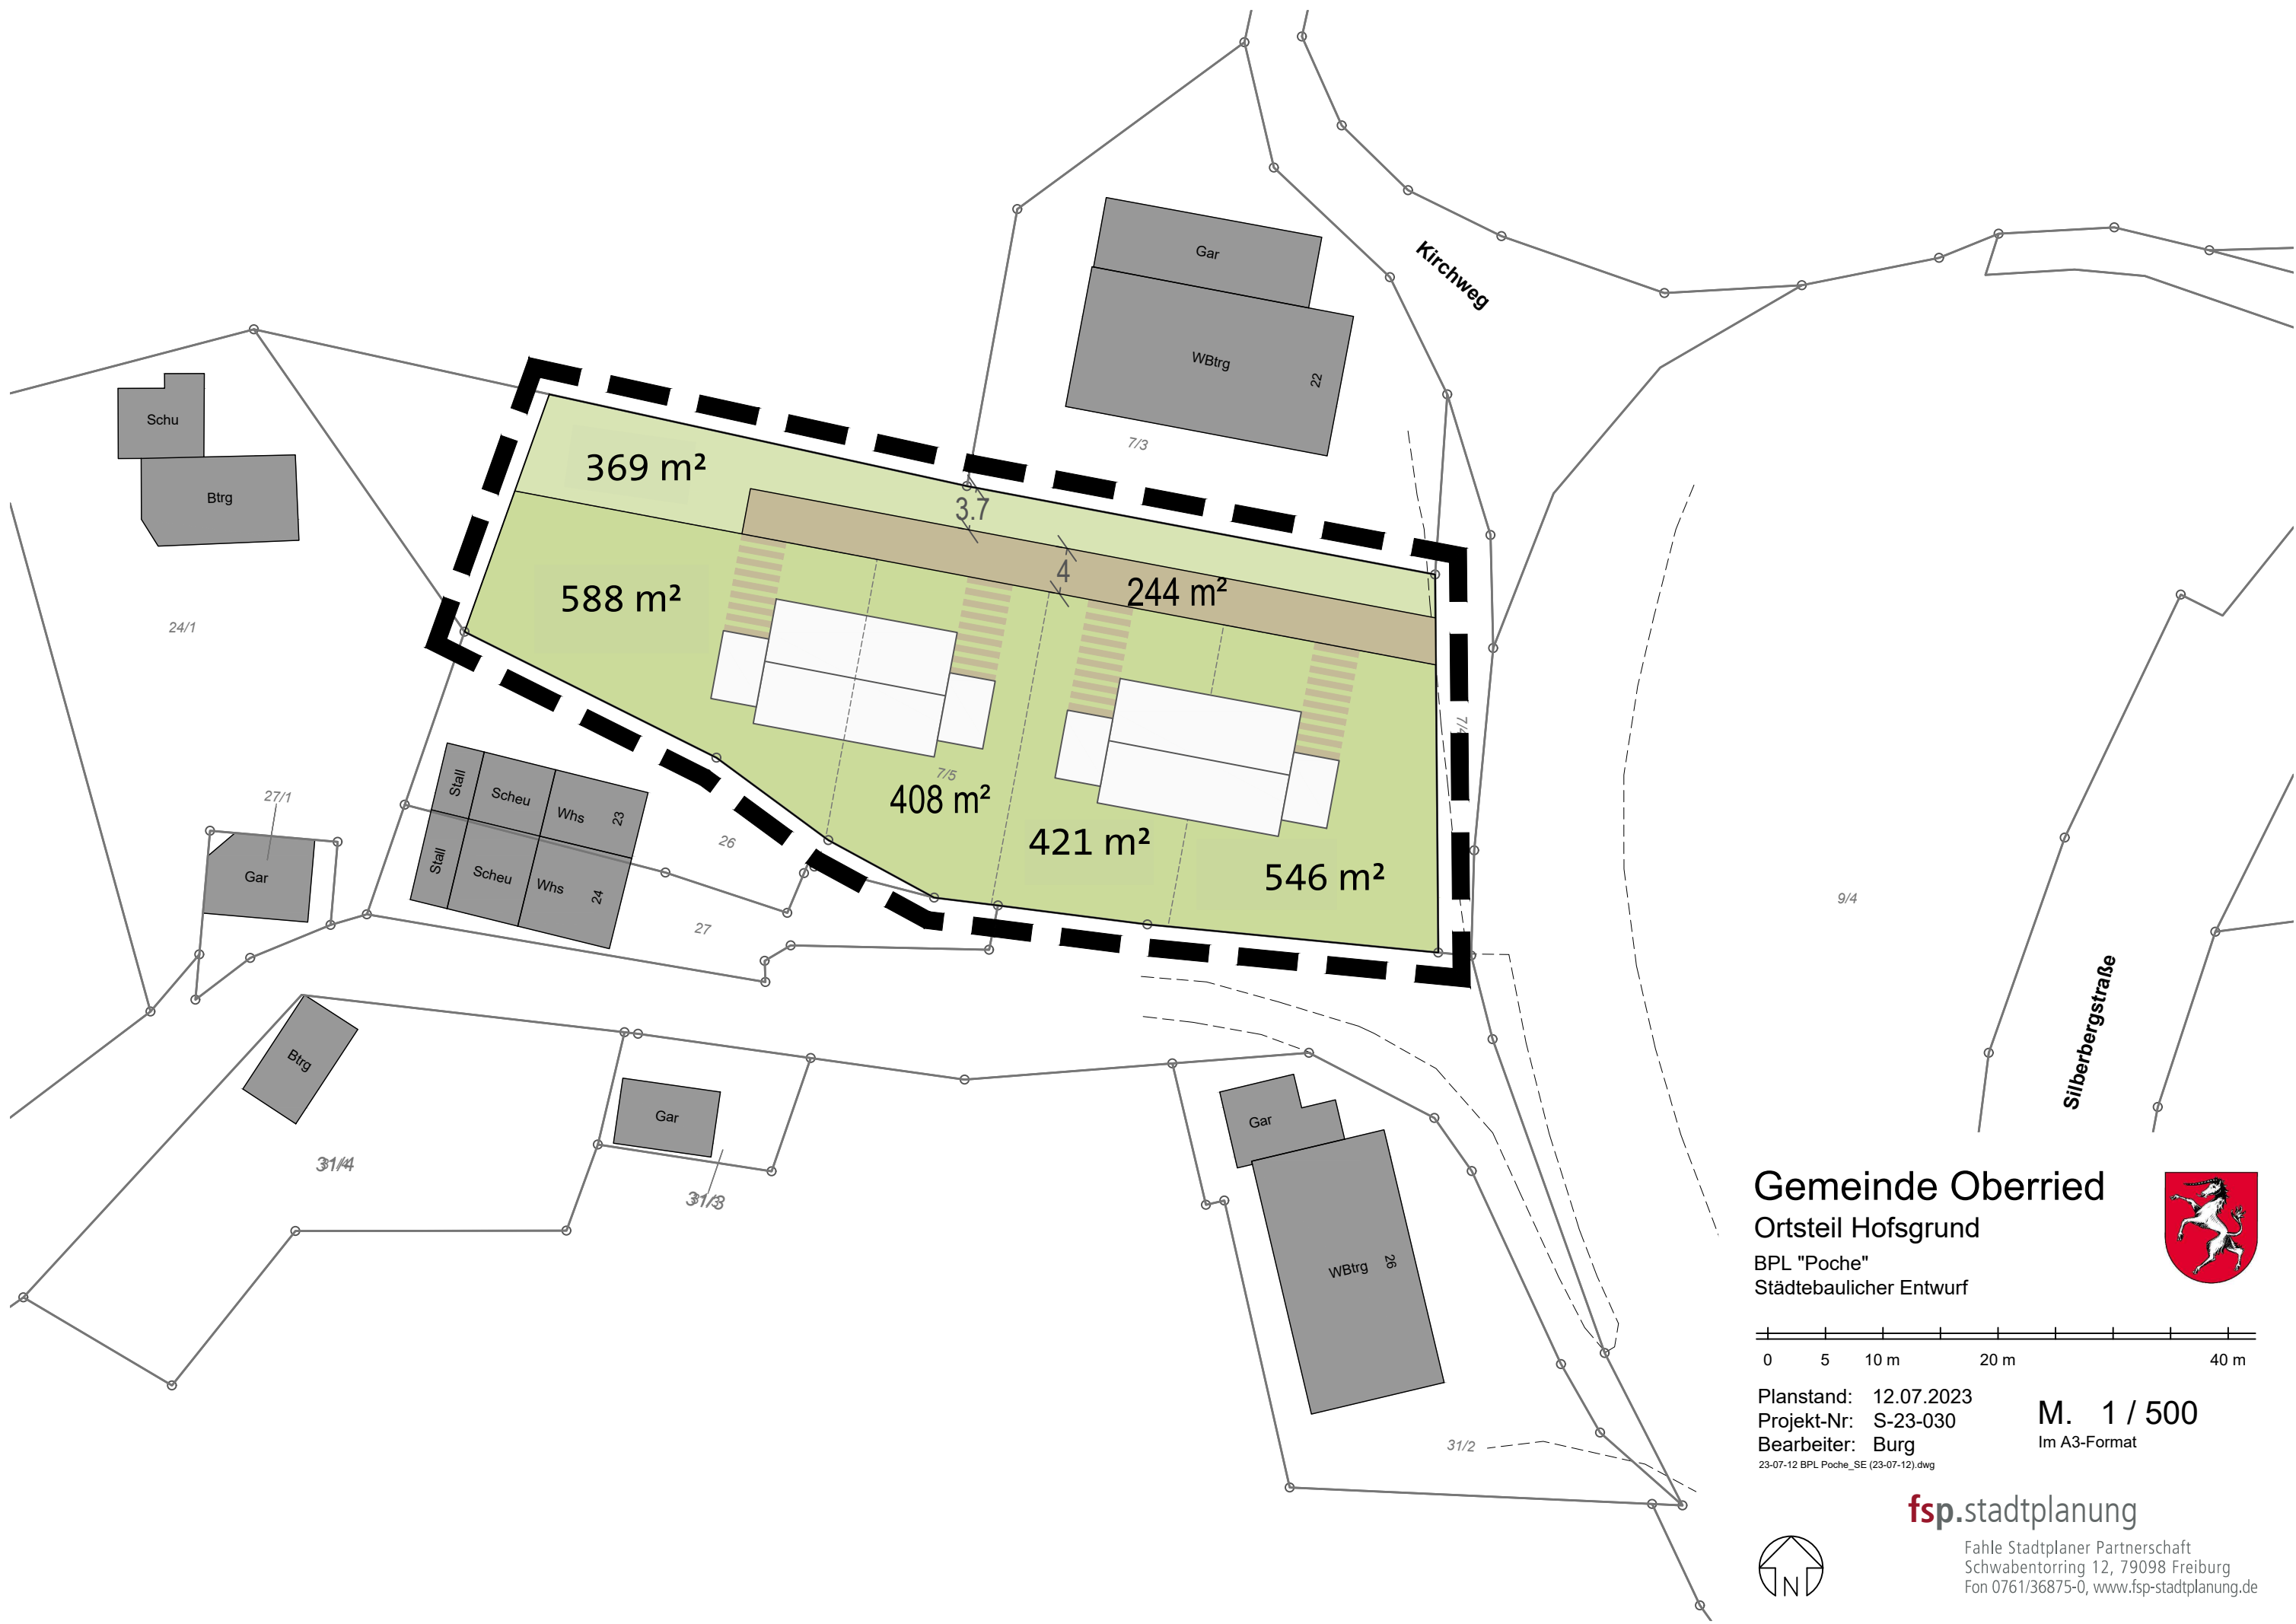 Kirchweg
Gar
WBtrg
22
7/3
Schu
Btrg
369 m²
3.7
4
244 m²
588 m²
24/1
7/5
408 m²
421 m²
546 m²
27/1
Gar
Stall
Scheu
Whs
23
Stall
Scheu
Whs
24
26
27
9/4
Silberbergstraße
Btrg
Gar
31/4
31/3
Gar
WBtrg
26
31/2
Gemeinde Oberried
Ortsteil Hofsgrund
BPL "Poche"
Städtebaulicher Entwurf
0 5 10 m 20 m 40 m
Planstand: 12.07.2023
Projekt-Nr: S-23-030
Bearbeiter: Burg
23-07-12 BPL Poche_SE (23-07-12).dwg
M. 1 / 500
Im A3-Format
fsp.stadtplanung
Fahle Stadtplaner Partnerschaft
Schwabentorring 12, 79098 Freiburg
Fon 0761/36875-0, www.fsp-stadtplanung.de
N